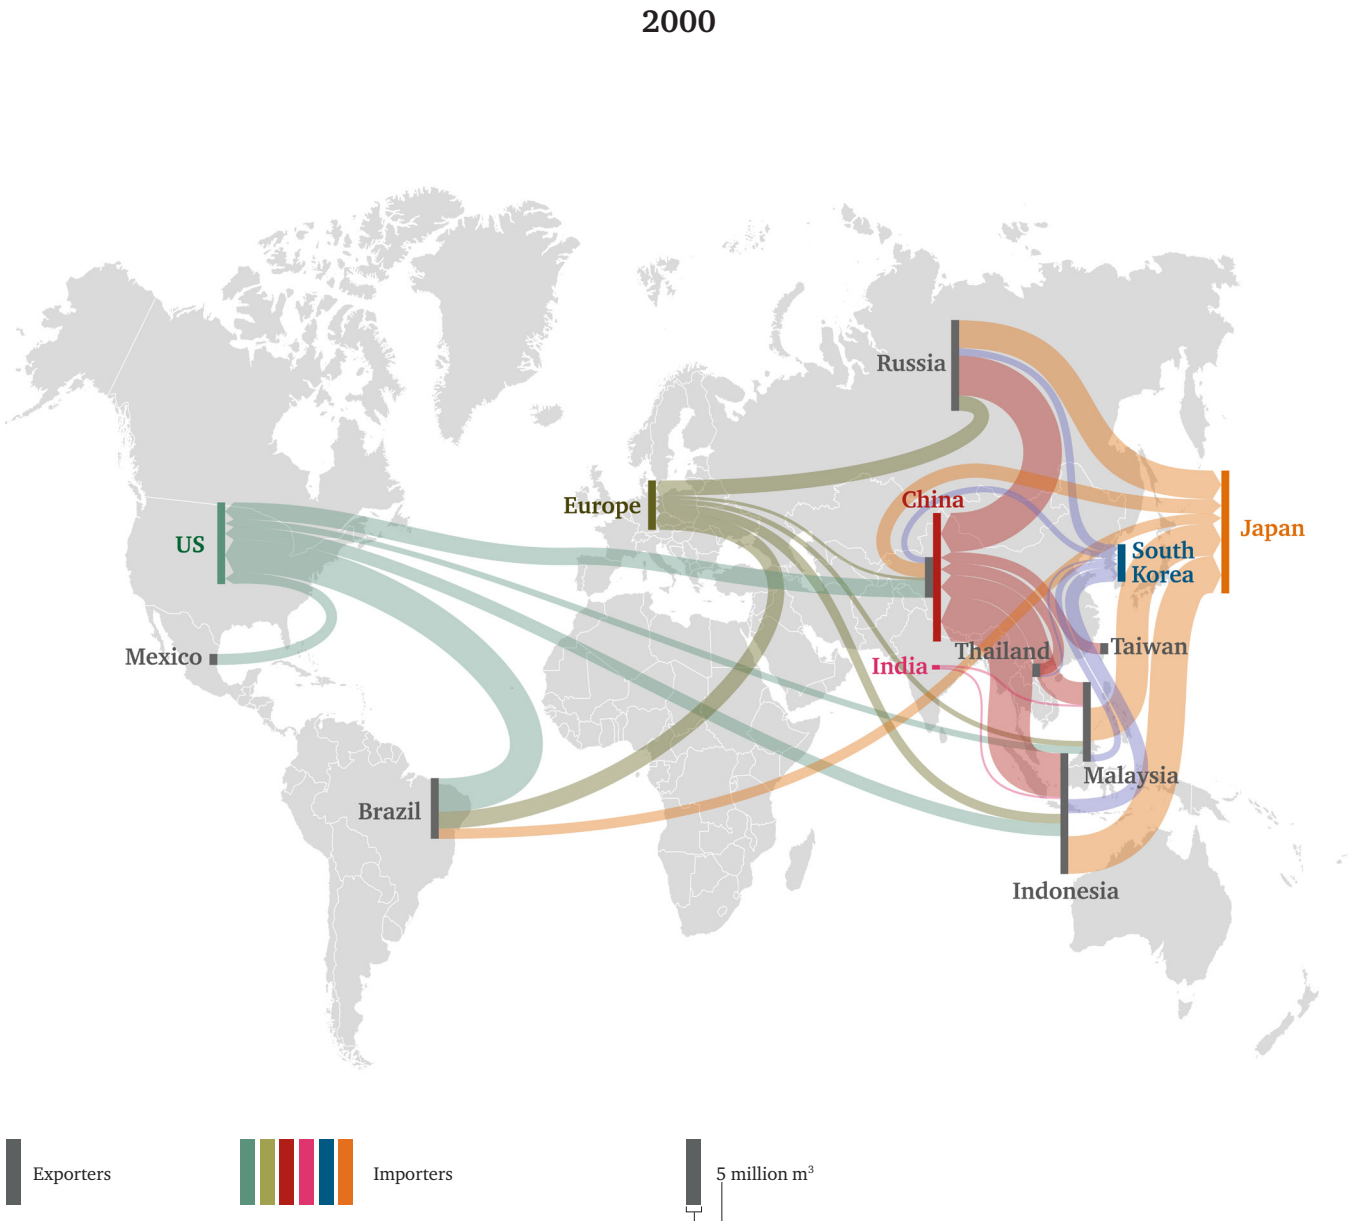 2000
Russia
Europe
China
US
Japan
South
Korea
Mexico
India
Thailand
Taiwan
Malaysia
Brazil
Indonesia
Exporters
Importers
5 million m³